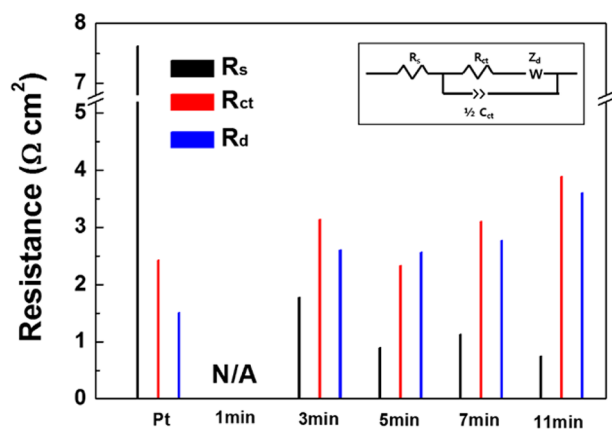 Resistance (Ω cm²)
8
7
5
4
3
2
1
0
Rs
Rct
Rd
Rs
Rct
Zd
W
½ Cct
N/A
Pt
1min
3min
5min
7min
11min